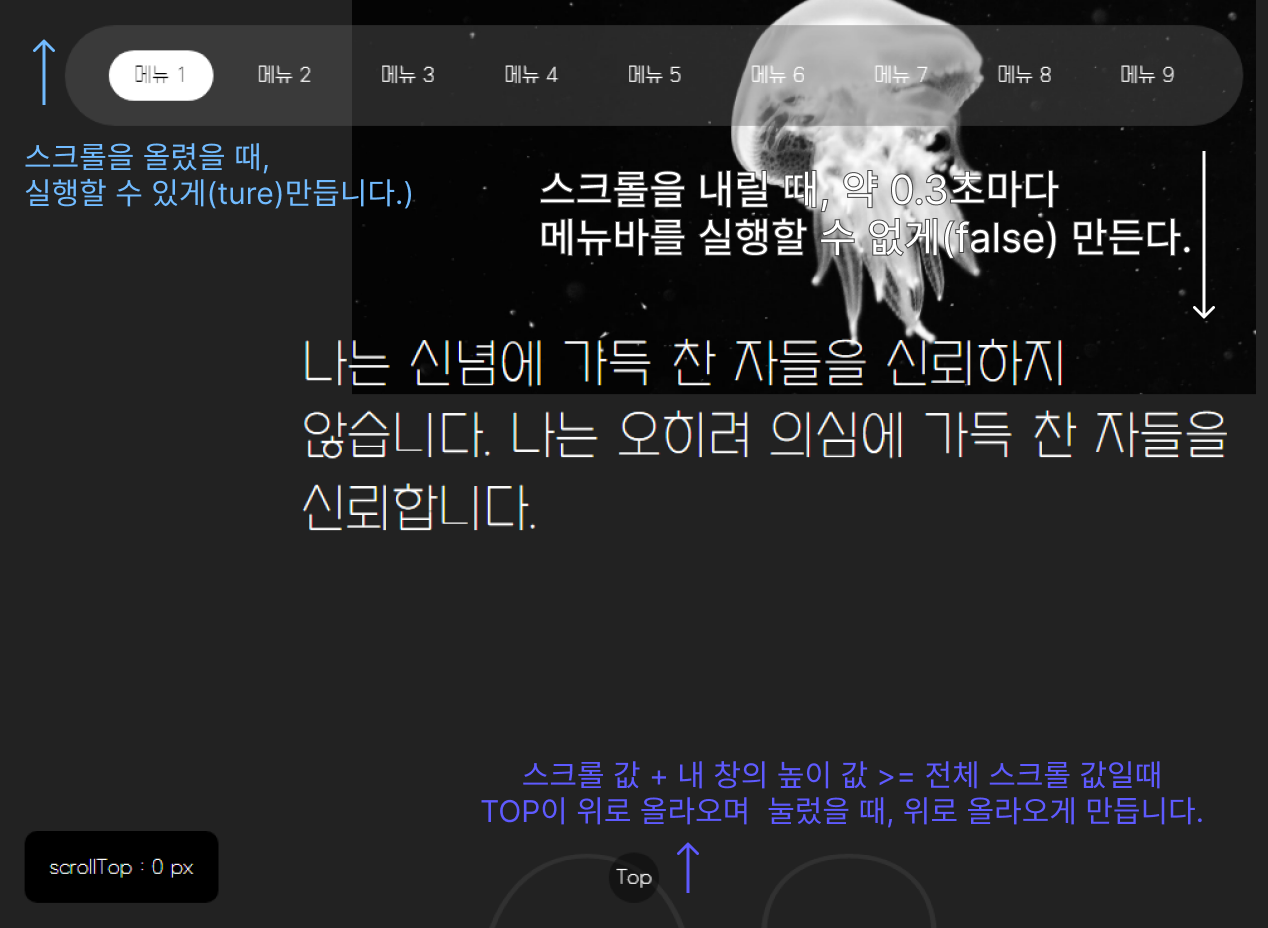 메뉴 1
메뉴 2
메뉴 3
메뉴 4
메뉴 5
메뉴 6
메뉴 7
메뉴 8
메뉴 9
스크롤을 올렸을 때,
실행할 수 있게(ture)만듭니다.)
스크롤을 내릴 때, 약 0.3초마다
메뉴바를 실행할 수 없게(false) 만든다.
나는 신념에 가득 찬 자들을 신뢰하지
않습니다. 나는 오히려 의심에 가득 찬 자들을
신뢰합니다.
스크롤 값 + 내 창의 높이 값 >= 전체 스크롤 값일때
TOP이 위로 올라오며 눌렀을 때, 위로 올라오게 만듭니다.
scrollTop : 0 px
Top